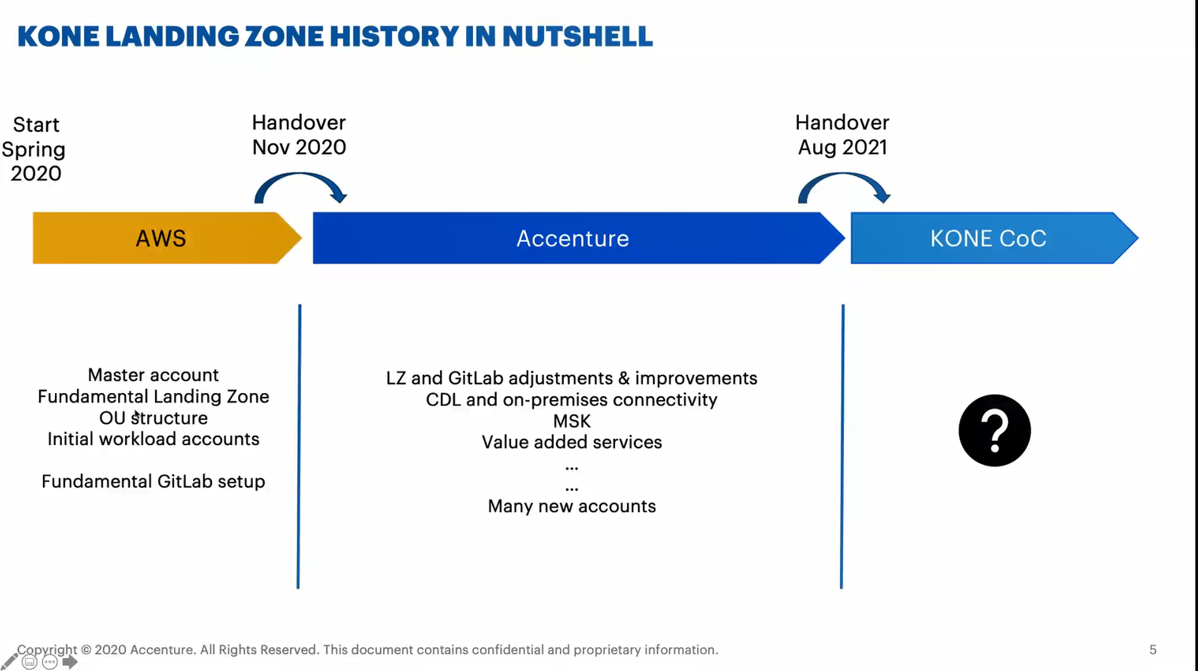 KONE LANDING ZONE HISTORY IN NUTSHELL
Start
Spring
2020
Handover
Nov 2020
Handover
Aug 2021
AWS
Accenture
KONE CoC
Master account
Fundamental Landing Zone
OU structure
Initial workload accounts
Fundamental GitLab setup
LZ and GitLab adjustments & improvements
CDL and on-premises connectivity
MSK
Value added services
...
...
Many new accounts
?
Copyright © 2020 Accenture. All Rights Reserved. This document contains confidential and proprietary information.
5